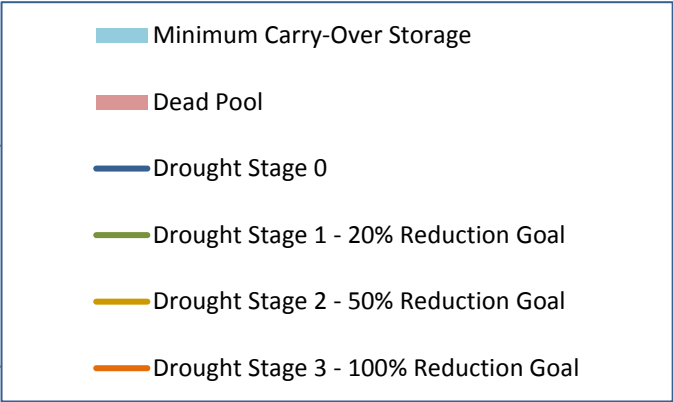 Minimum Carry-Over Storage
Dead Pool
Drought Stage 0
Drought Stage 1 - 20% Reduction Goal
Drought Stage 2 - 50% Reduction Goal
Drought Stage 3 - 100% Reduction Goal